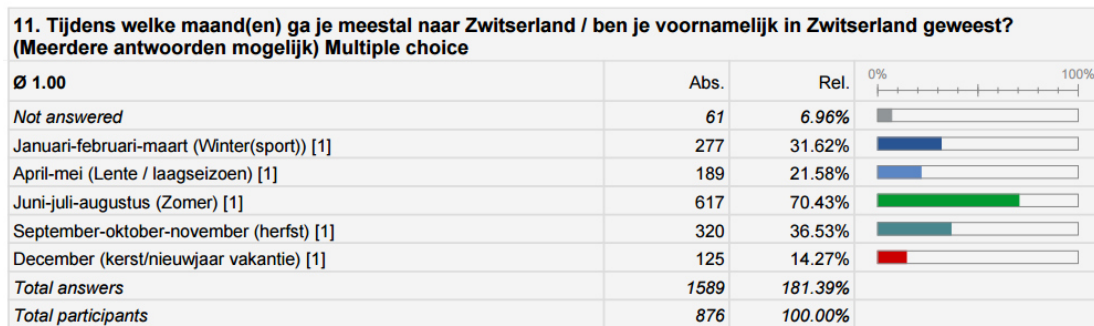 11. Tijdens welke maand(en) ga je meestal naar Zwitserland / ben je voornamelijk in Zwitserland geweest?
(Meerdere antwoorden mogelijk) Multiple choice
Ø 1.00 Abs. Rel. 0% 100%
Not answered 61 6.96%
Januari-februari-maart (Winter(sport)) [1] 277 31.62%
April-mei (Lente / laagseizoen) [1] 189 21.58%
Juni-juli-augustus (Zomer) [1] 617 70.43%
September-oktober-november (herfst) [1] 320 36.53%
December (kerst/nieuwjaar vakantie) [1] 125 14.27%
Total answers 1589 181.39%
Total participants 876 100.00%